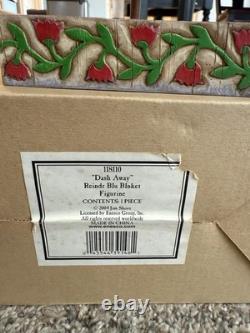 118110
"Dash Away"
Reindr Blu Blnket
Figurine
CONTENTS: 1 PIECE
© 2004 Jim Shore
Licensed by Enesco Group, Inc.
All rights reserved worldwide
MADE IN CHINA
www.enesco.com